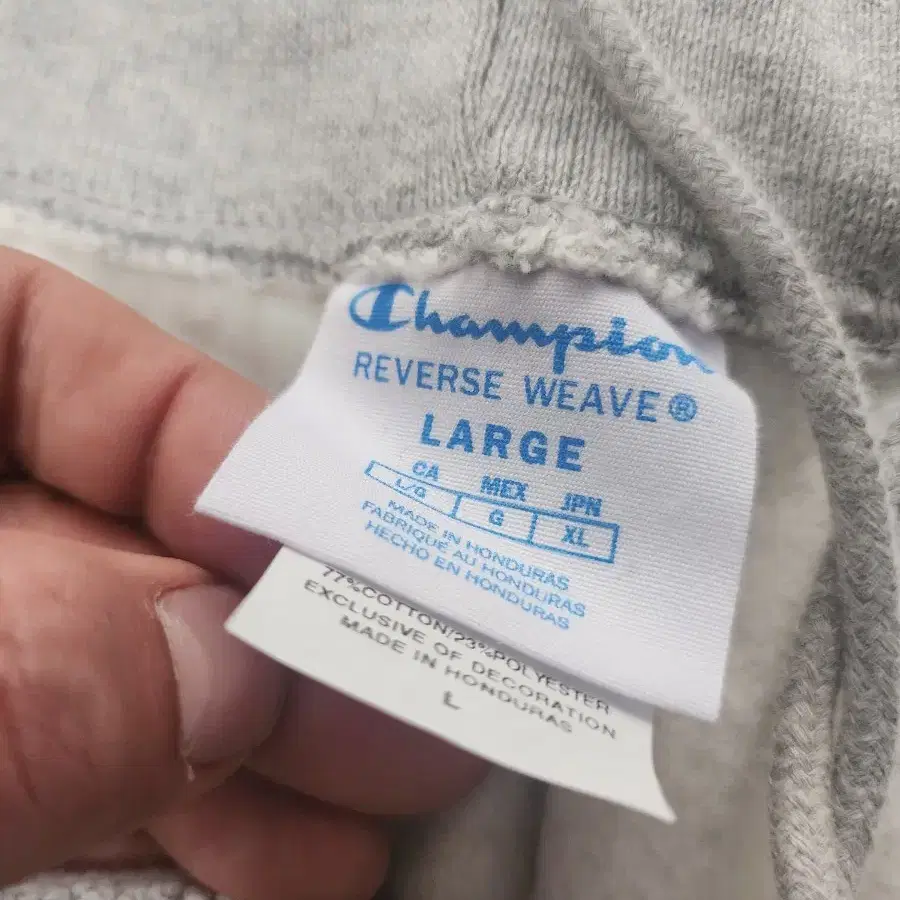 Champion
REVERSE WEAVE®
LARGE
CA MEX JPN
L/G G XL
MADE IN HONDURAS
FABRIQUÉ AU HONDURAS
HECHO EN HONDURAS
77%COTTON/23%POLYESTER
EXCLUSIVE OF DECORATION
MADE IN HONDURAS
L